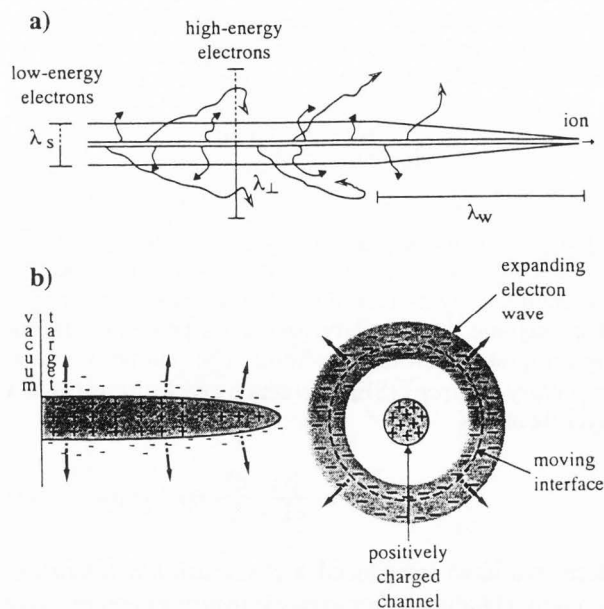 a)
high-energy
electrons
low-energy
electrons
λs
ion
λ⊥
λw
b)
vacuum
target
expanding
electron
wave
moving
interface
positively
charged
channel